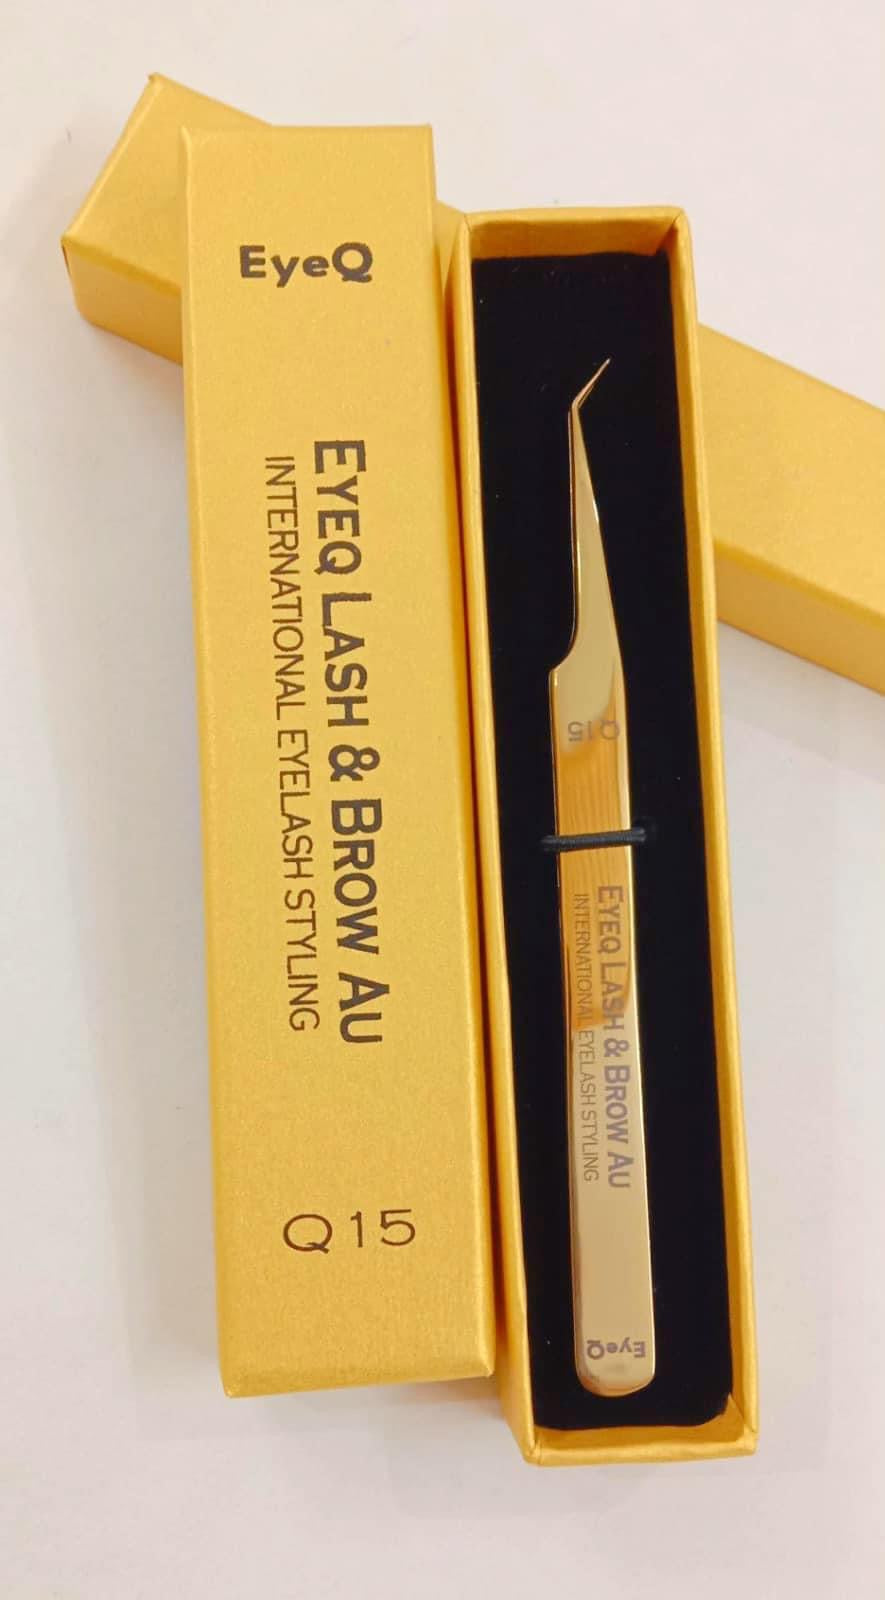 EyeQ
EYEQ LASH & BROW AU
INTERNATIONAL EYELASH STYLING
Q15
Q15
EYEQ LASH & BROW AU
INTERNATIONAL EYELASH STYLING
EyeQ